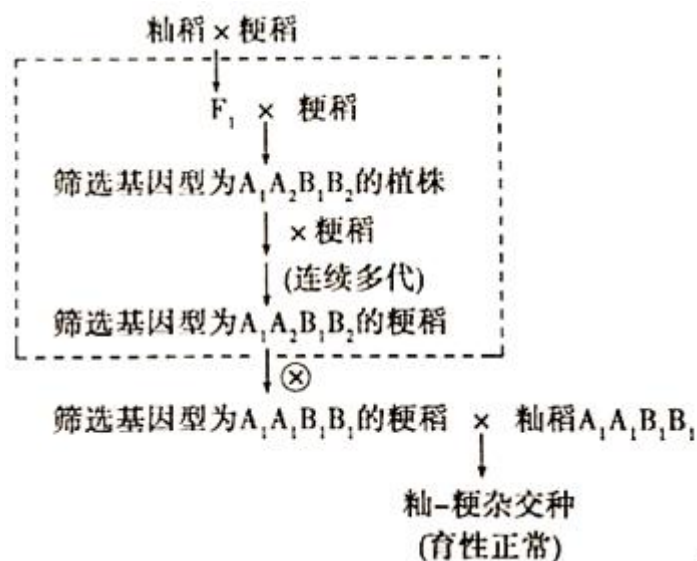 籼稻×粳稻
F₁ × 粳稻
筛选基因型为A₁A₂B₁B₂的植株
×粳稻
(连续多代)
筛选基因型为A₁A₂B₁B₂的粳稻
⊗
筛选基因型为A₁A₁B₁B₁的粳稻 × 籼稻A₁A₁B₁B₁
籼-粳杂交种
(育性正常)